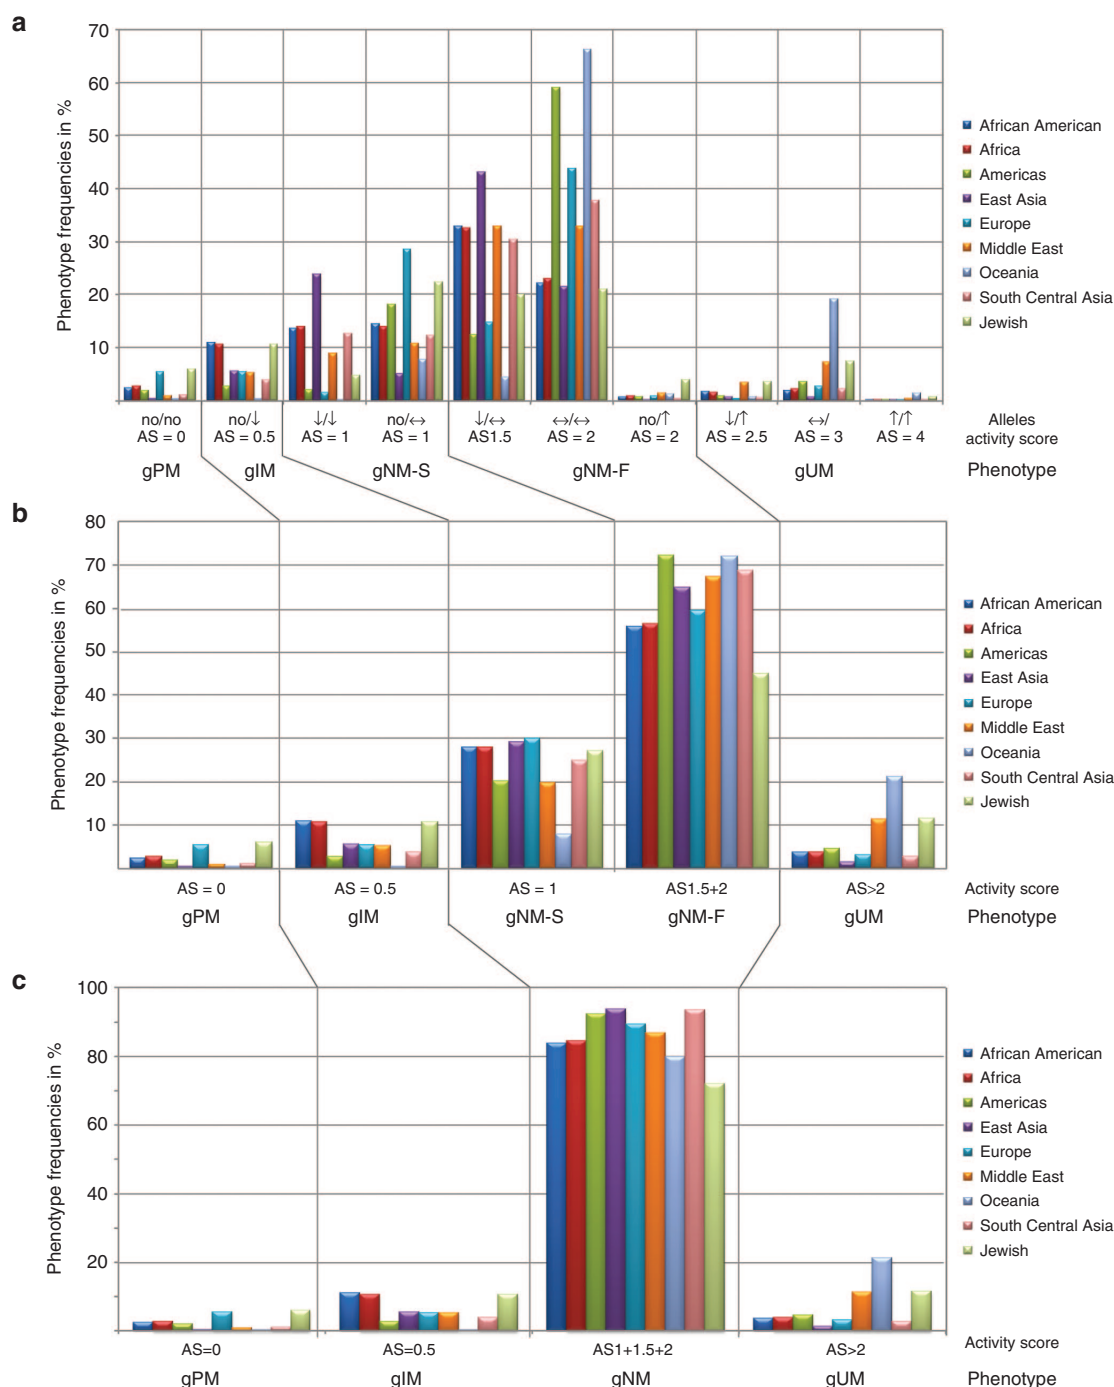 a
70
60
50
40
30
20
10
Phenotype frequencies in %
African American
Africa
Americas
East Asia
Europe
Middle East
Oceania
South Central Asia
Jewish
no/no no/↓ ↓/↓ no/↔ ↓/↔ ↔/↔ no/↑ ↓/↑ ↔/ ↑/↑ Alleles
AS = 0 AS = 0.5 AS = 1 AS = 1 AS1.5 AS = 2 AS = 2 AS = 2.5 AS = 3 AS = 4 activity score
gPM gIM gNM-S gNM-F gUM Phenotype
b
80
70
60
50
40
30
20
10
Phenotype frequencies in %
African American
Africa
Americas
East Asia
Europe
Middle East
Oceania
South Central Asia
Jewish
AS = 0 AS = 0.5 AS = 1 AS1.5+2 AS>2 Activity score
gPM gIM gNM-S gNM-F gUM Phenotype
c
100
80
60
40
20
Phenotype frequencies in %
African American
Africa
Americas
East Asia
Europe
Middle East
Oceania
South Central Asia
Jewish
AS=0 AS=0.5 AS1+1.5+2 AS>2 Activity score
gPM gIM gNM gUM Phenotype